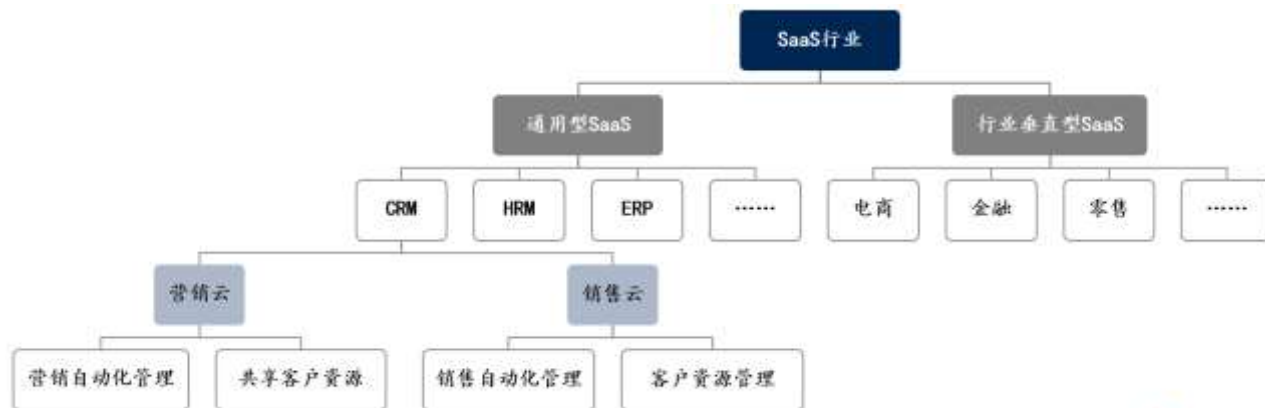 SaaS行业
通用型SaaS
行业垂直型SaaS
CRM
HRM
ERP
······
电商
金融
零售
······
营销云
销售云
营销自动化管理
共享客户资源
销售自动化管理
客户资源管理